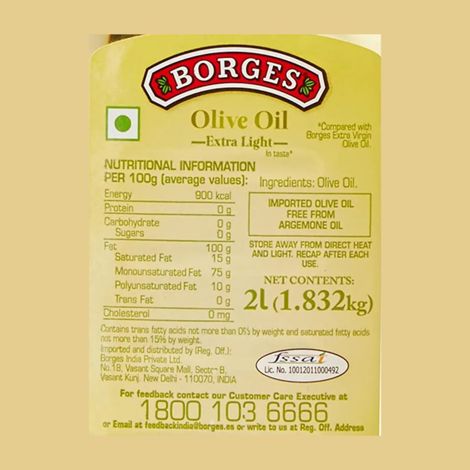 BORGES
Olive Oil
—Extra Light—
In taste*
*Compared with
Borges Extra Virgin
Olive Oil.
NUTRITIONAL INFORMATION
PER 100g (average values):
Energy 900 kcal
Protein 0 g
Carbohydrate 0 g
Sugars 0 g
Fat 100 g
Saturated Fat 15 g
Monounsaturated Fat 75 g
Polyunsaturated Fat 10 g
Trans Fat 0 g
Cholesterol 0 mg
Ingredients: Olive Oil.
IMPORTED OLIVE OIL
FREE FROM
ARGEMONE OIL
STORE AWAY FROM DIRECT HEAT
AND LIGHT. RECAP AFTER EACH
USE.
NET CONTENTS:
2l (1.832kg)
Contains trans fatty acids not more than 0% by weight and saturated fatty acids
not more than 15% by weight.
Imported and distributed by (Reg. Off.):
Borges India Private Ltd.
No.1B, Vasant Square Mall, Sector B,
Vasant Kunj, New Delhi - 110070, INDIA
fssai
Lic. No. 10012011000492
For feedback contact our Customer Care Executive at
1800 103 6666
or Email at feedbackindia@borges.es or write to us at Reg. Off. Address